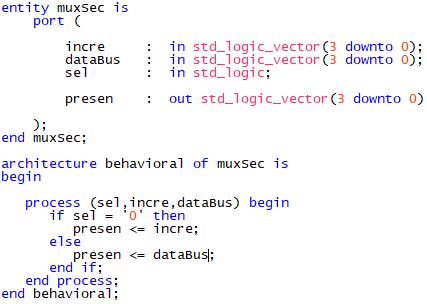 entity muxSec is
    port (
        incre    :  in std_logic_vector(3 downto 0);
        dataBus  :  in std_logic_vector(3 downto 0);
        sel      :  in std_logic;
        presen   :  out std_logic_vector(3 downto 0)
    );
end muxSec;
architecture behavioral of muxSec is
begin
   process (sel,incre,dataBus) begin
      if sel = '0' then
         presen <= incre;
      else
         presen <= dataBus;
      end if;
   end process;
end behavioral;